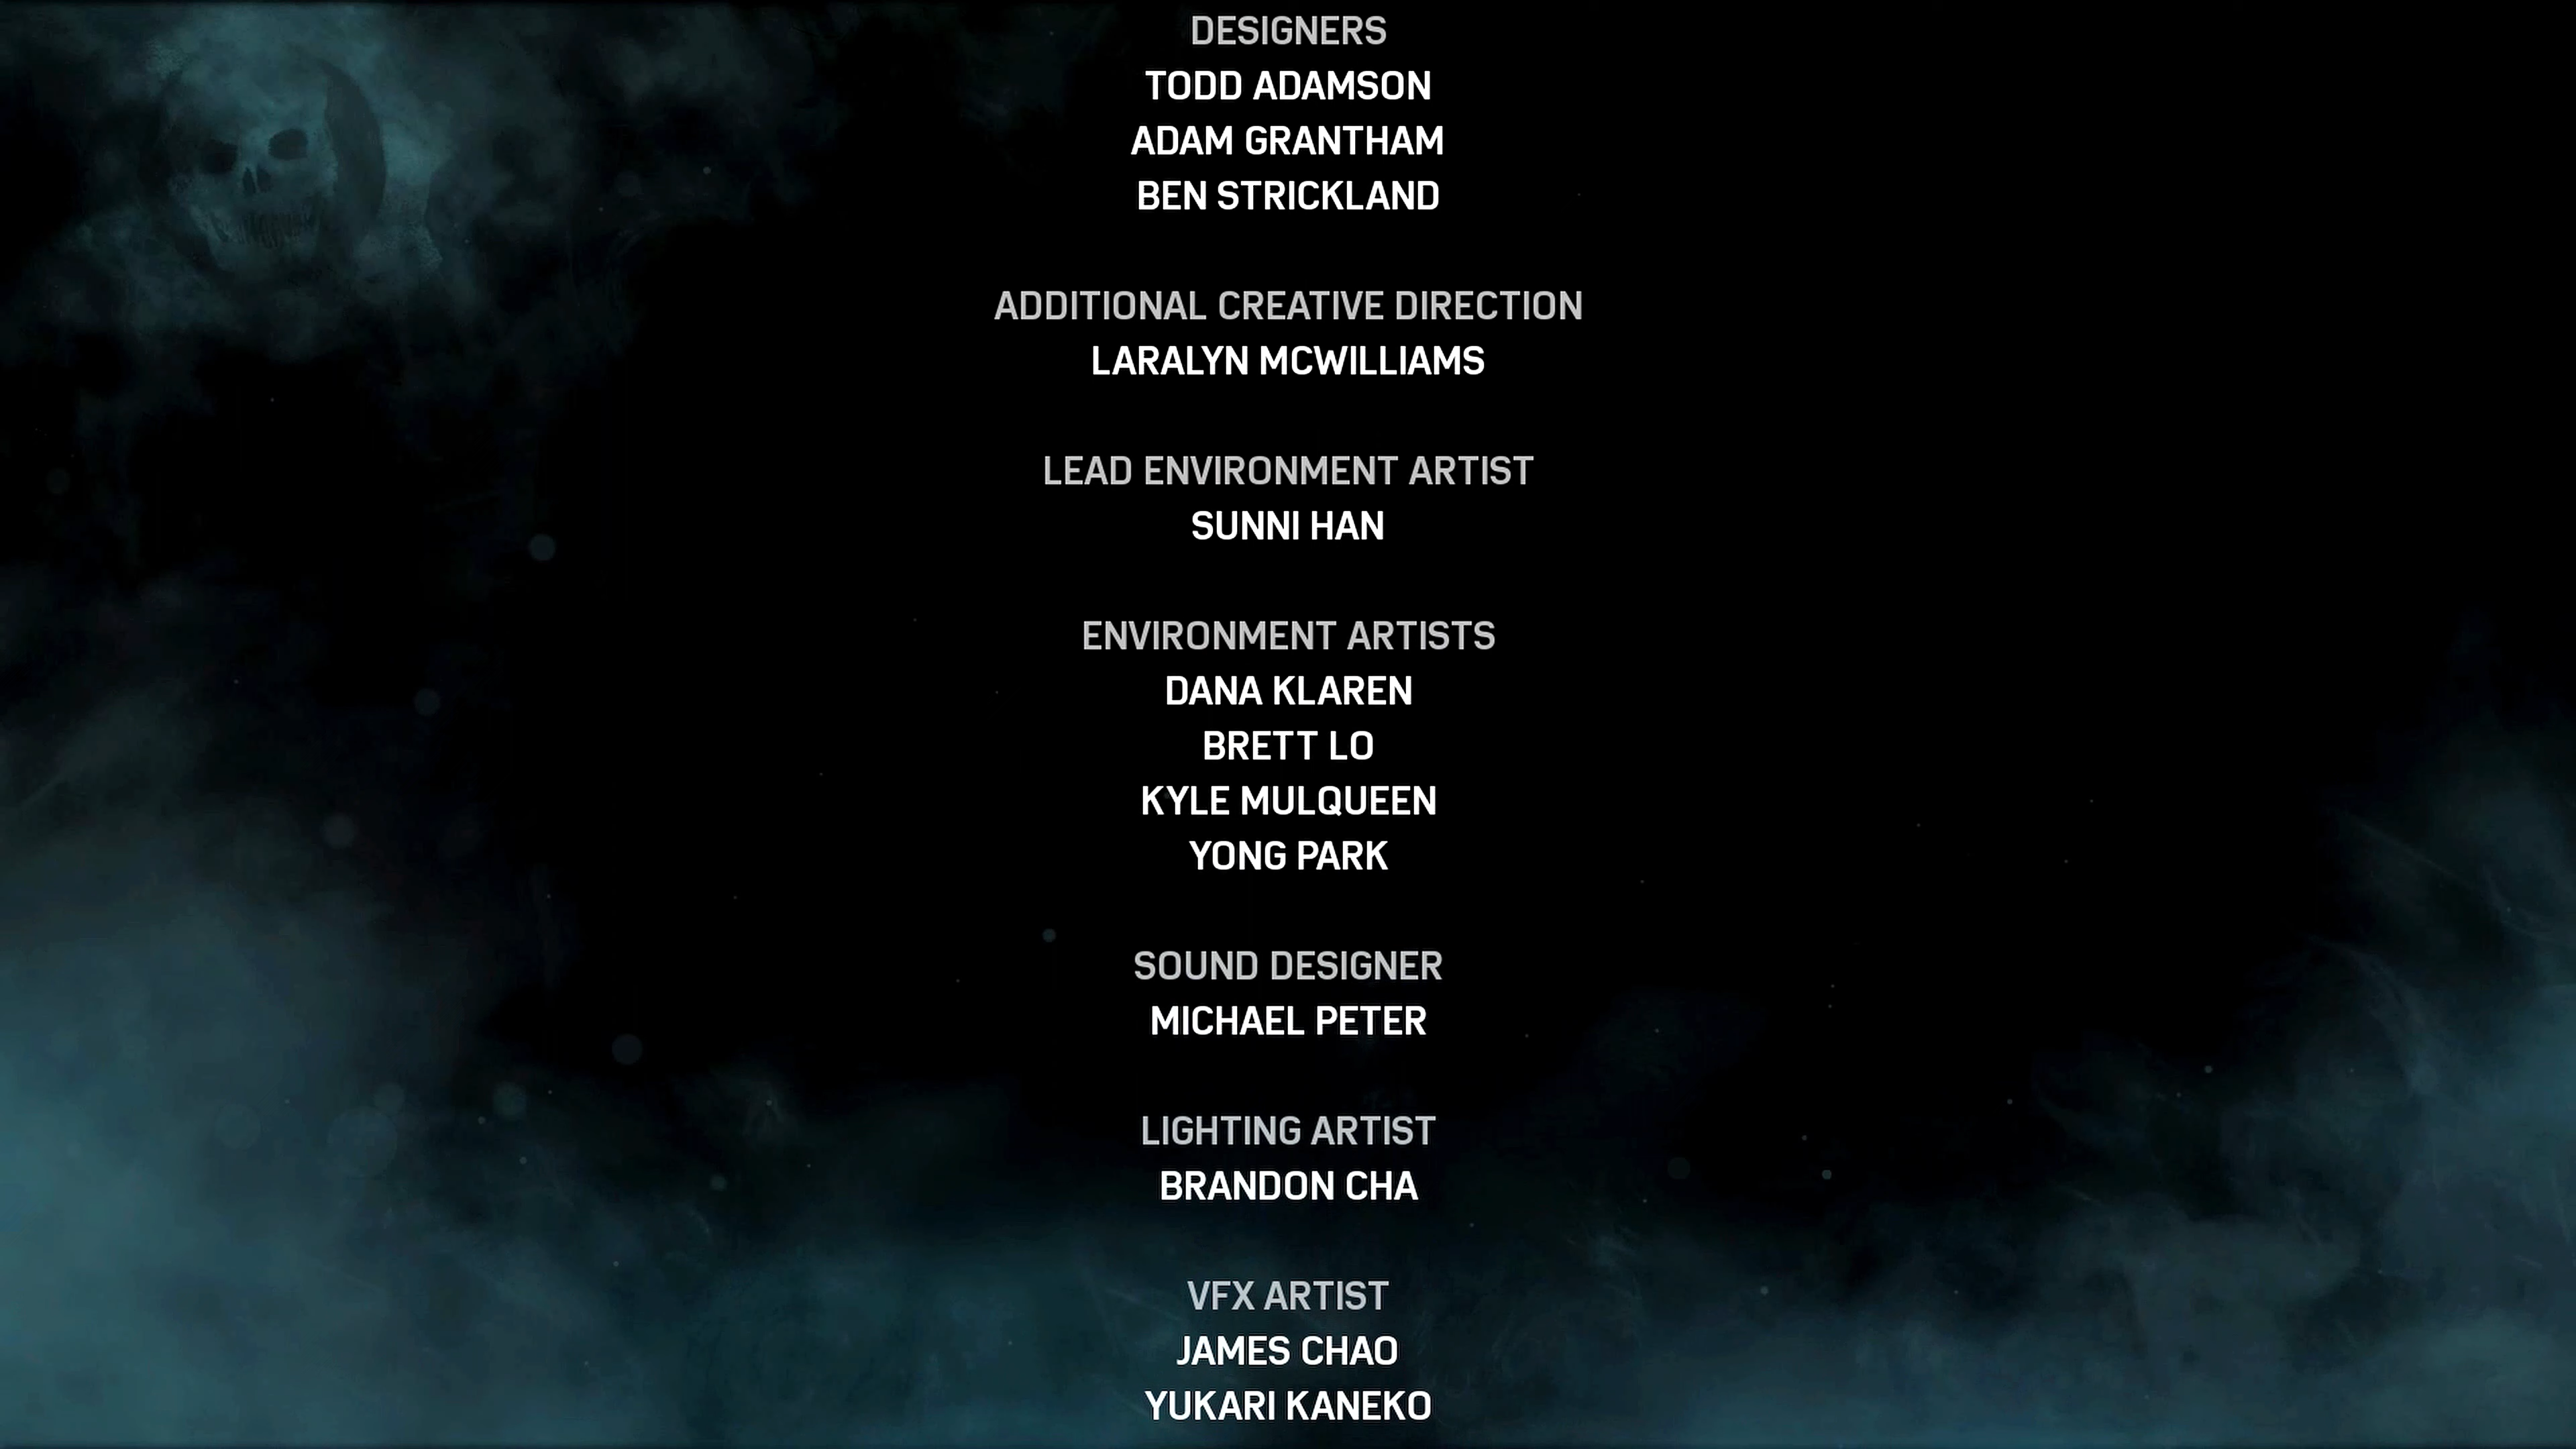 DESIGNERS
TODD ADAMSON
ADAM GRANTHAM
BEN STRICKLAND
ADDITIONAL CREATIVE DIRECTION
LARALYN MCWILLIAMS
LEAD ENVIRONMENT ARTIST
SUNNI HAN
ENVIRONMENT ARTISTS
DANA KLAREN
BRETT LO
KYLE MULQUEEN
YONG PARK
SOUND DESIGNER
MICHAEL PETER
LIGHTING ARTIST
BRANDON CHA
VFX ARTIST
JAMES CHAO
YUKARI KANEKO